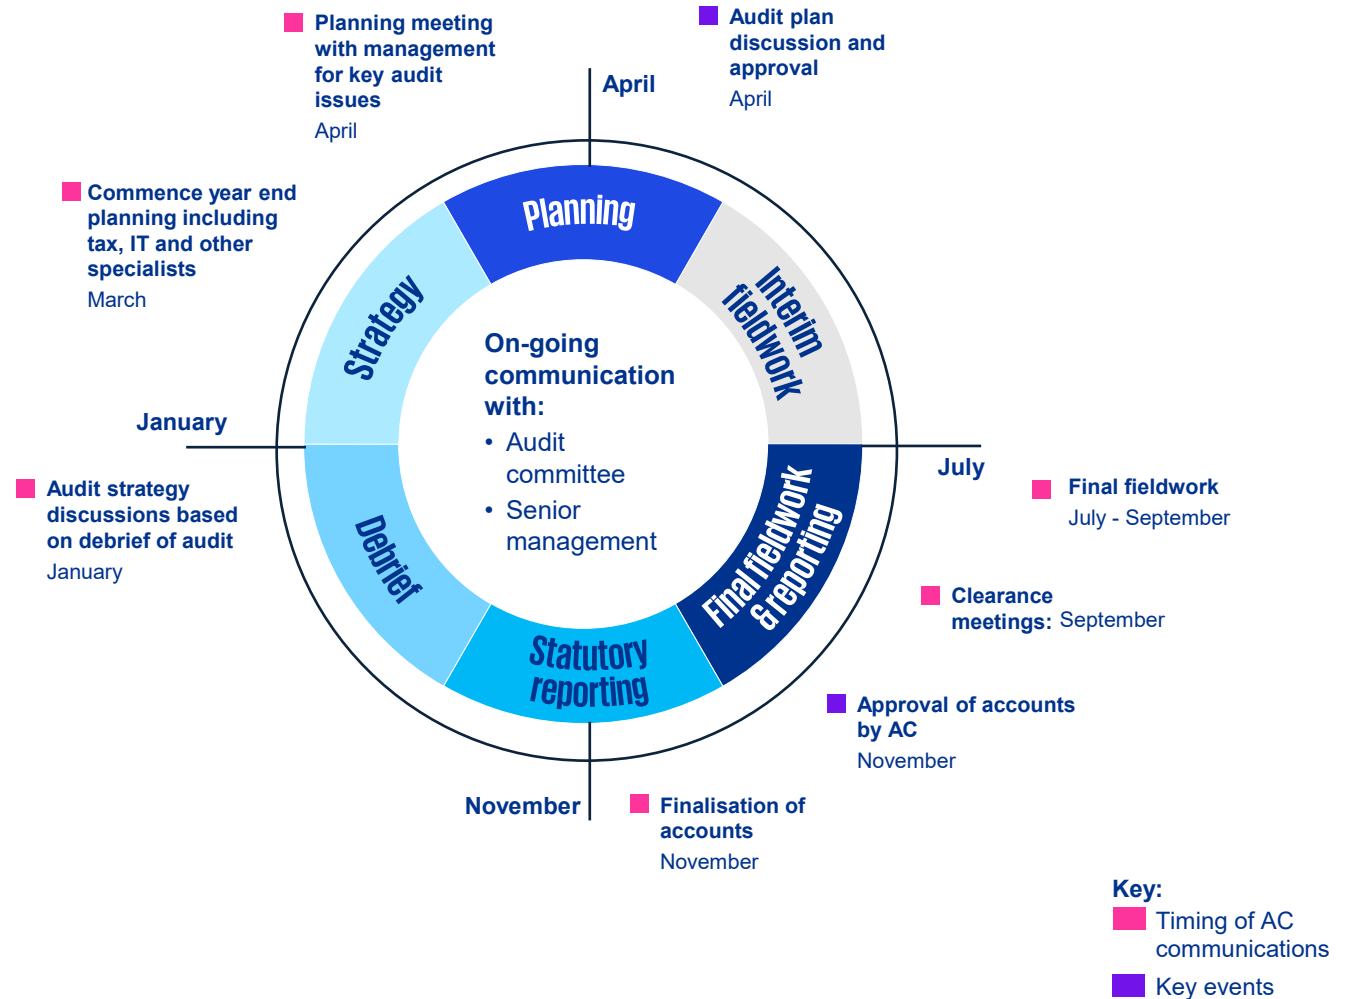 Planning meeting
with management
for key audit
issues
April
April
Audit plan
discussion and
approval
April
Commence year end
planning including
tax, IT and other
specialists
March
Planning
Strategy
Interim
fieldwork
On-going
communication
with:
• Audit
committee
• Senior
management
January
July
Audit strategy
discussions based
on debrief of audit
January
Debrief
Final fieldwork
& reporting
Statutory
reporting
Final fieldwork
July - September
Clearance
meetings: September
Approval of accounts
by AC
November
November
Finalisation of
accounts
November
Key:
Timing of AC
communications
Key events